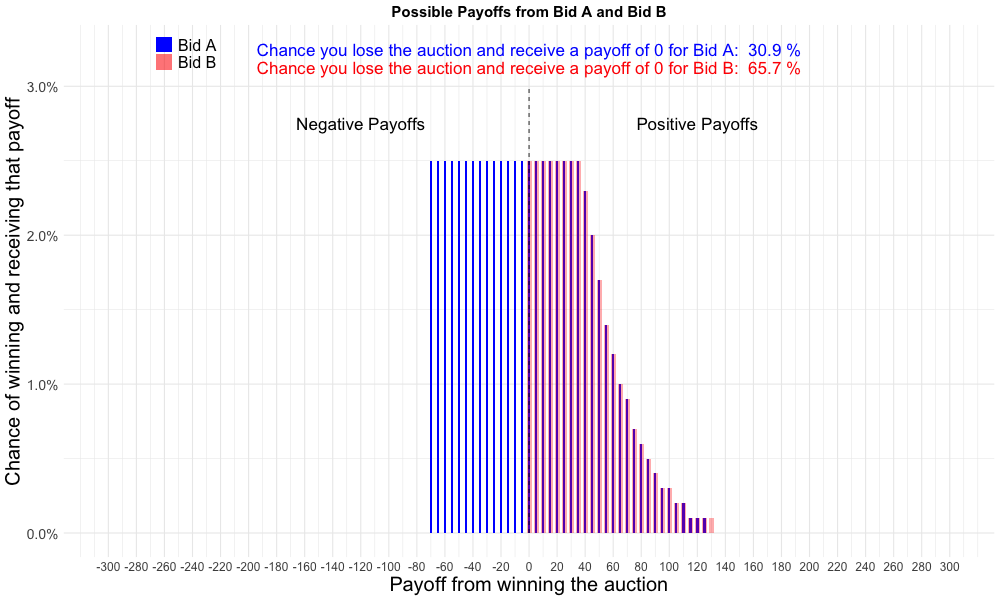 Possible Payoffs from Bid A and Bid B
Bid A
Bid B
Chance you lose the auction and receive a payoff of 0 for Bid A:  30.9 %
Chance you lose the auction and receive a payoff of 0 for Bid B:  65.7 %
Negative Payoffs
Positive Payoffs
Chance of winning and receiving that payoff
3.0%
2.0%
1.0%
0.0%
-300 -280 -260 -240 -220 -200 -180 -160 -140 -120 -100 -80 -60 -40 -20 0 20 40 60 80 100 120 140 160 180 200 220 240 260 280 300
Payoff from winning the auction